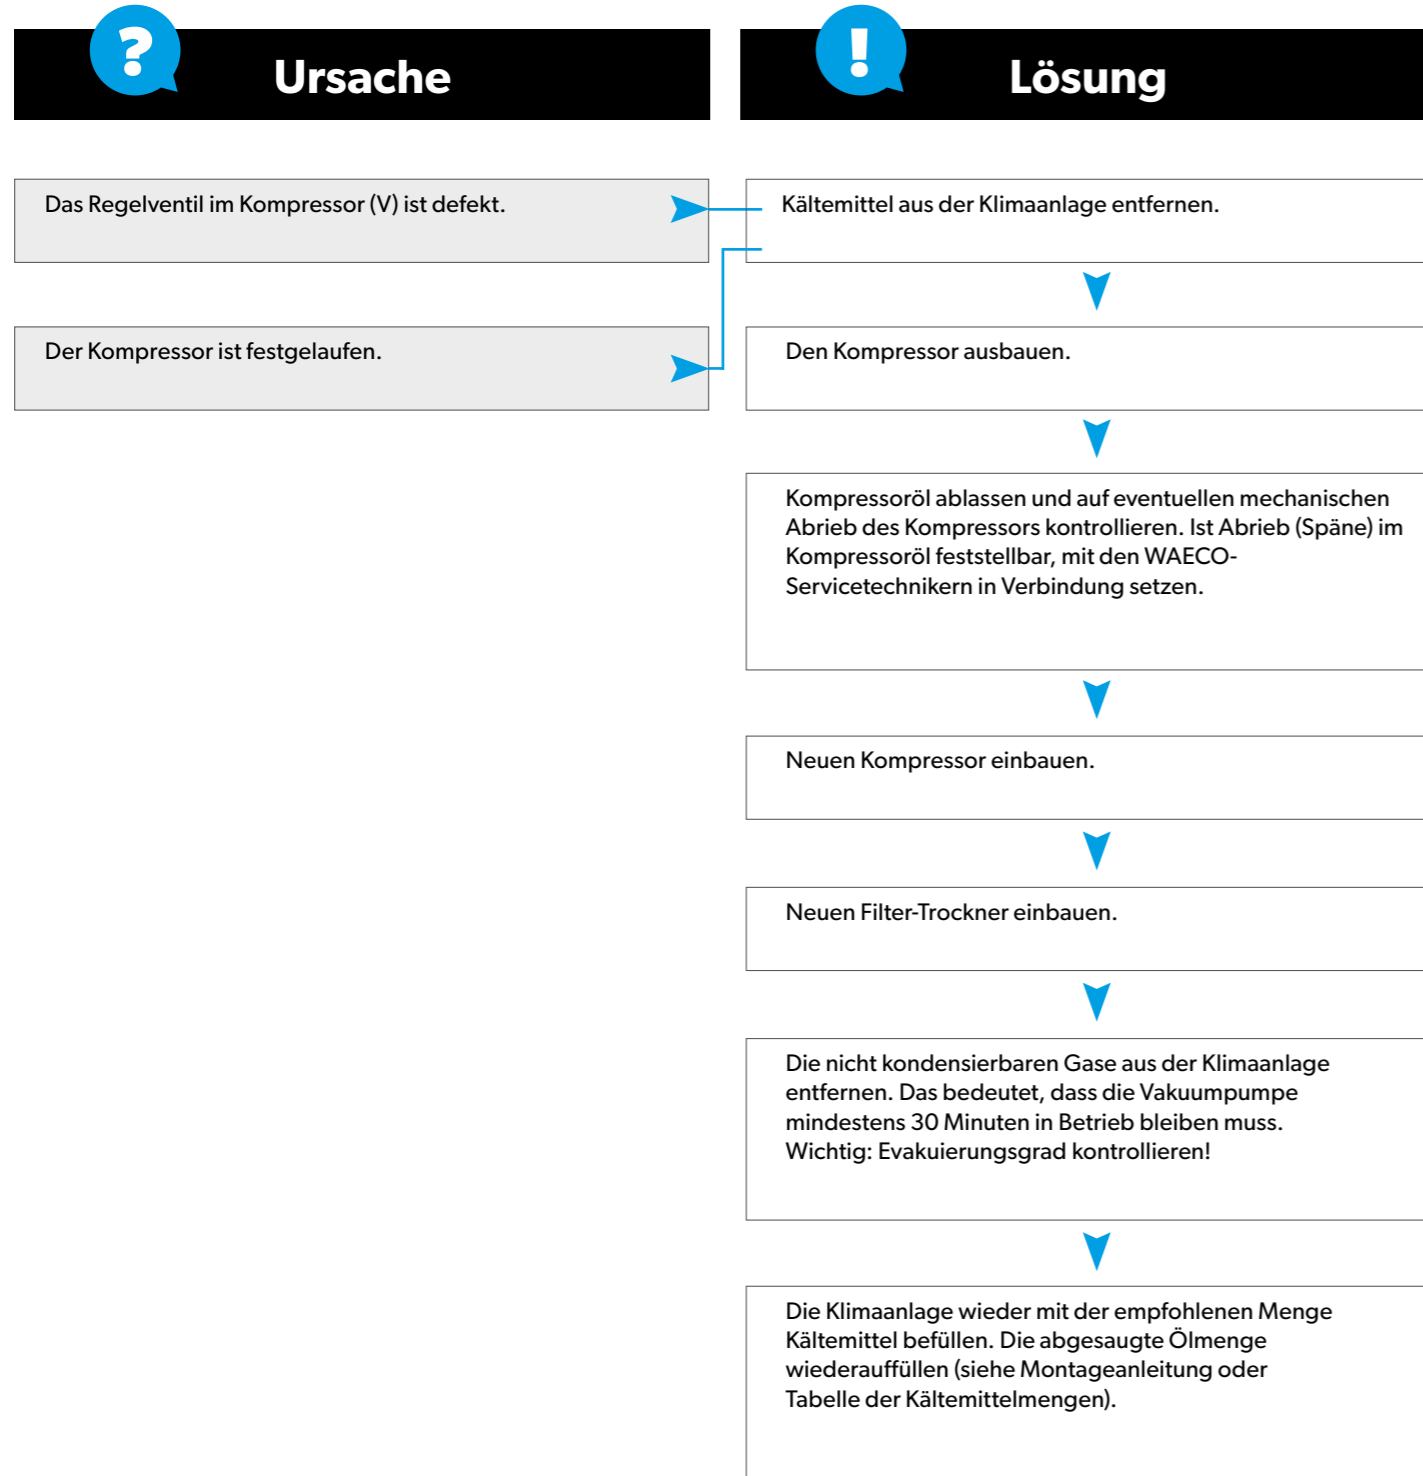 ?
Ursache
!
Lösung
Das Regelventil im Kompressor (V) ist defekt.
Kältemittel aus der Klimaanlage entfernen.
Der Kompressor ist festgelaufen.
Den Kompressor ausbauen.
Kompressoröl ablassen und auf eventuellen mechanischen
Abrieb des Kompressors kontrollieren. Ist Abrieb (Späne) im
Kompressoröl feststellbar, mit den WAECO-
Servicetechnikern in Verbindung setzen.
Neuen Kompressor einbauen.
Neuen Filter-Trockner einbauen.
Die nicht kondensierbaren Gase aus der Klimaanlage
entfernen. Das bedeutet, dass die Vakuumpumpe
mindestens 30 Minuten in Betrieb bleiben muss.
Wichtig: Evakuierungsgrad kontrollieren!
Die Klimaanlage wieder mit der empfohlenen Menge
Kältemittel befüllen. Die abgesaugte Ölmenge
wiederauffüllen (siehe Montageanleitung oder
Tabelle der Kältemittelmengen).